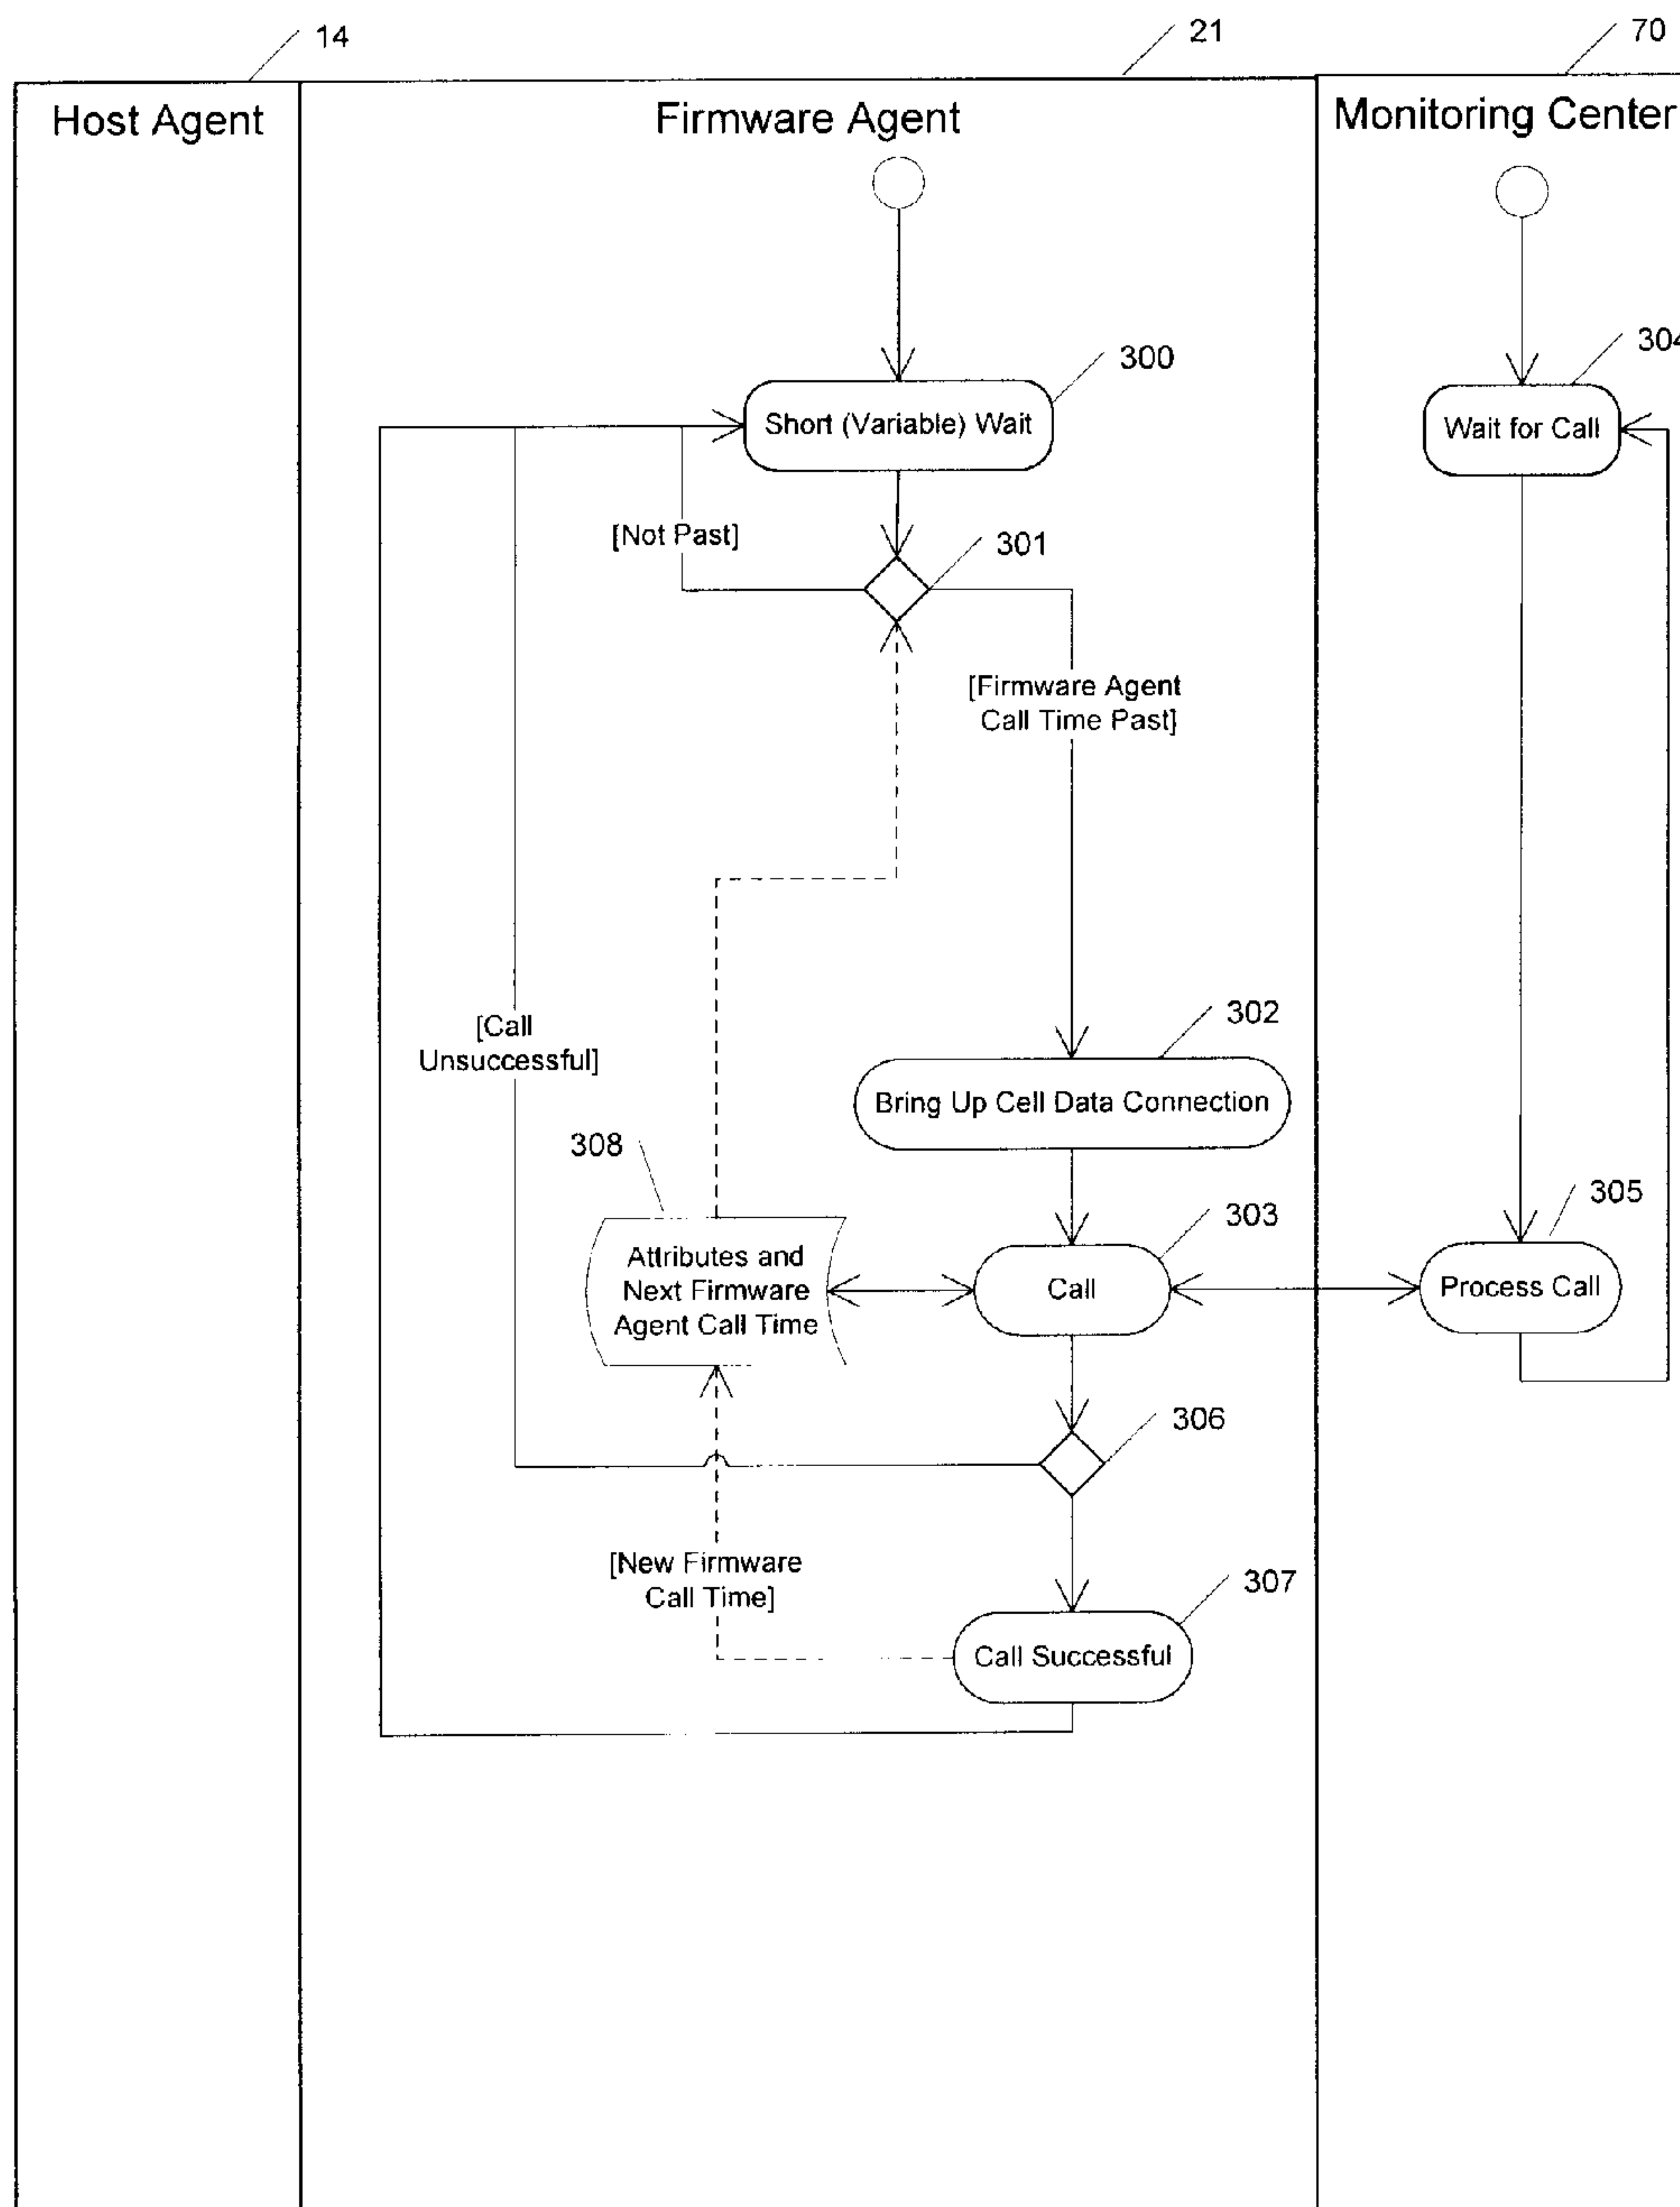 14
21
70
Host Agent
Firmware Agent
Monitoring Center
300
304
Short (Variable) Wait
Wait for Call
[Not Past]
301
[Firmware Agent
Call Time Past]
302
[Call
Unsuccessful]
Bring Up Cell Data Connection
308
303
305
Attributes and
Next Firmware
Agent Call Time
Call
Process Call
306
[New Firmware
Call Time]
307
Call Successful